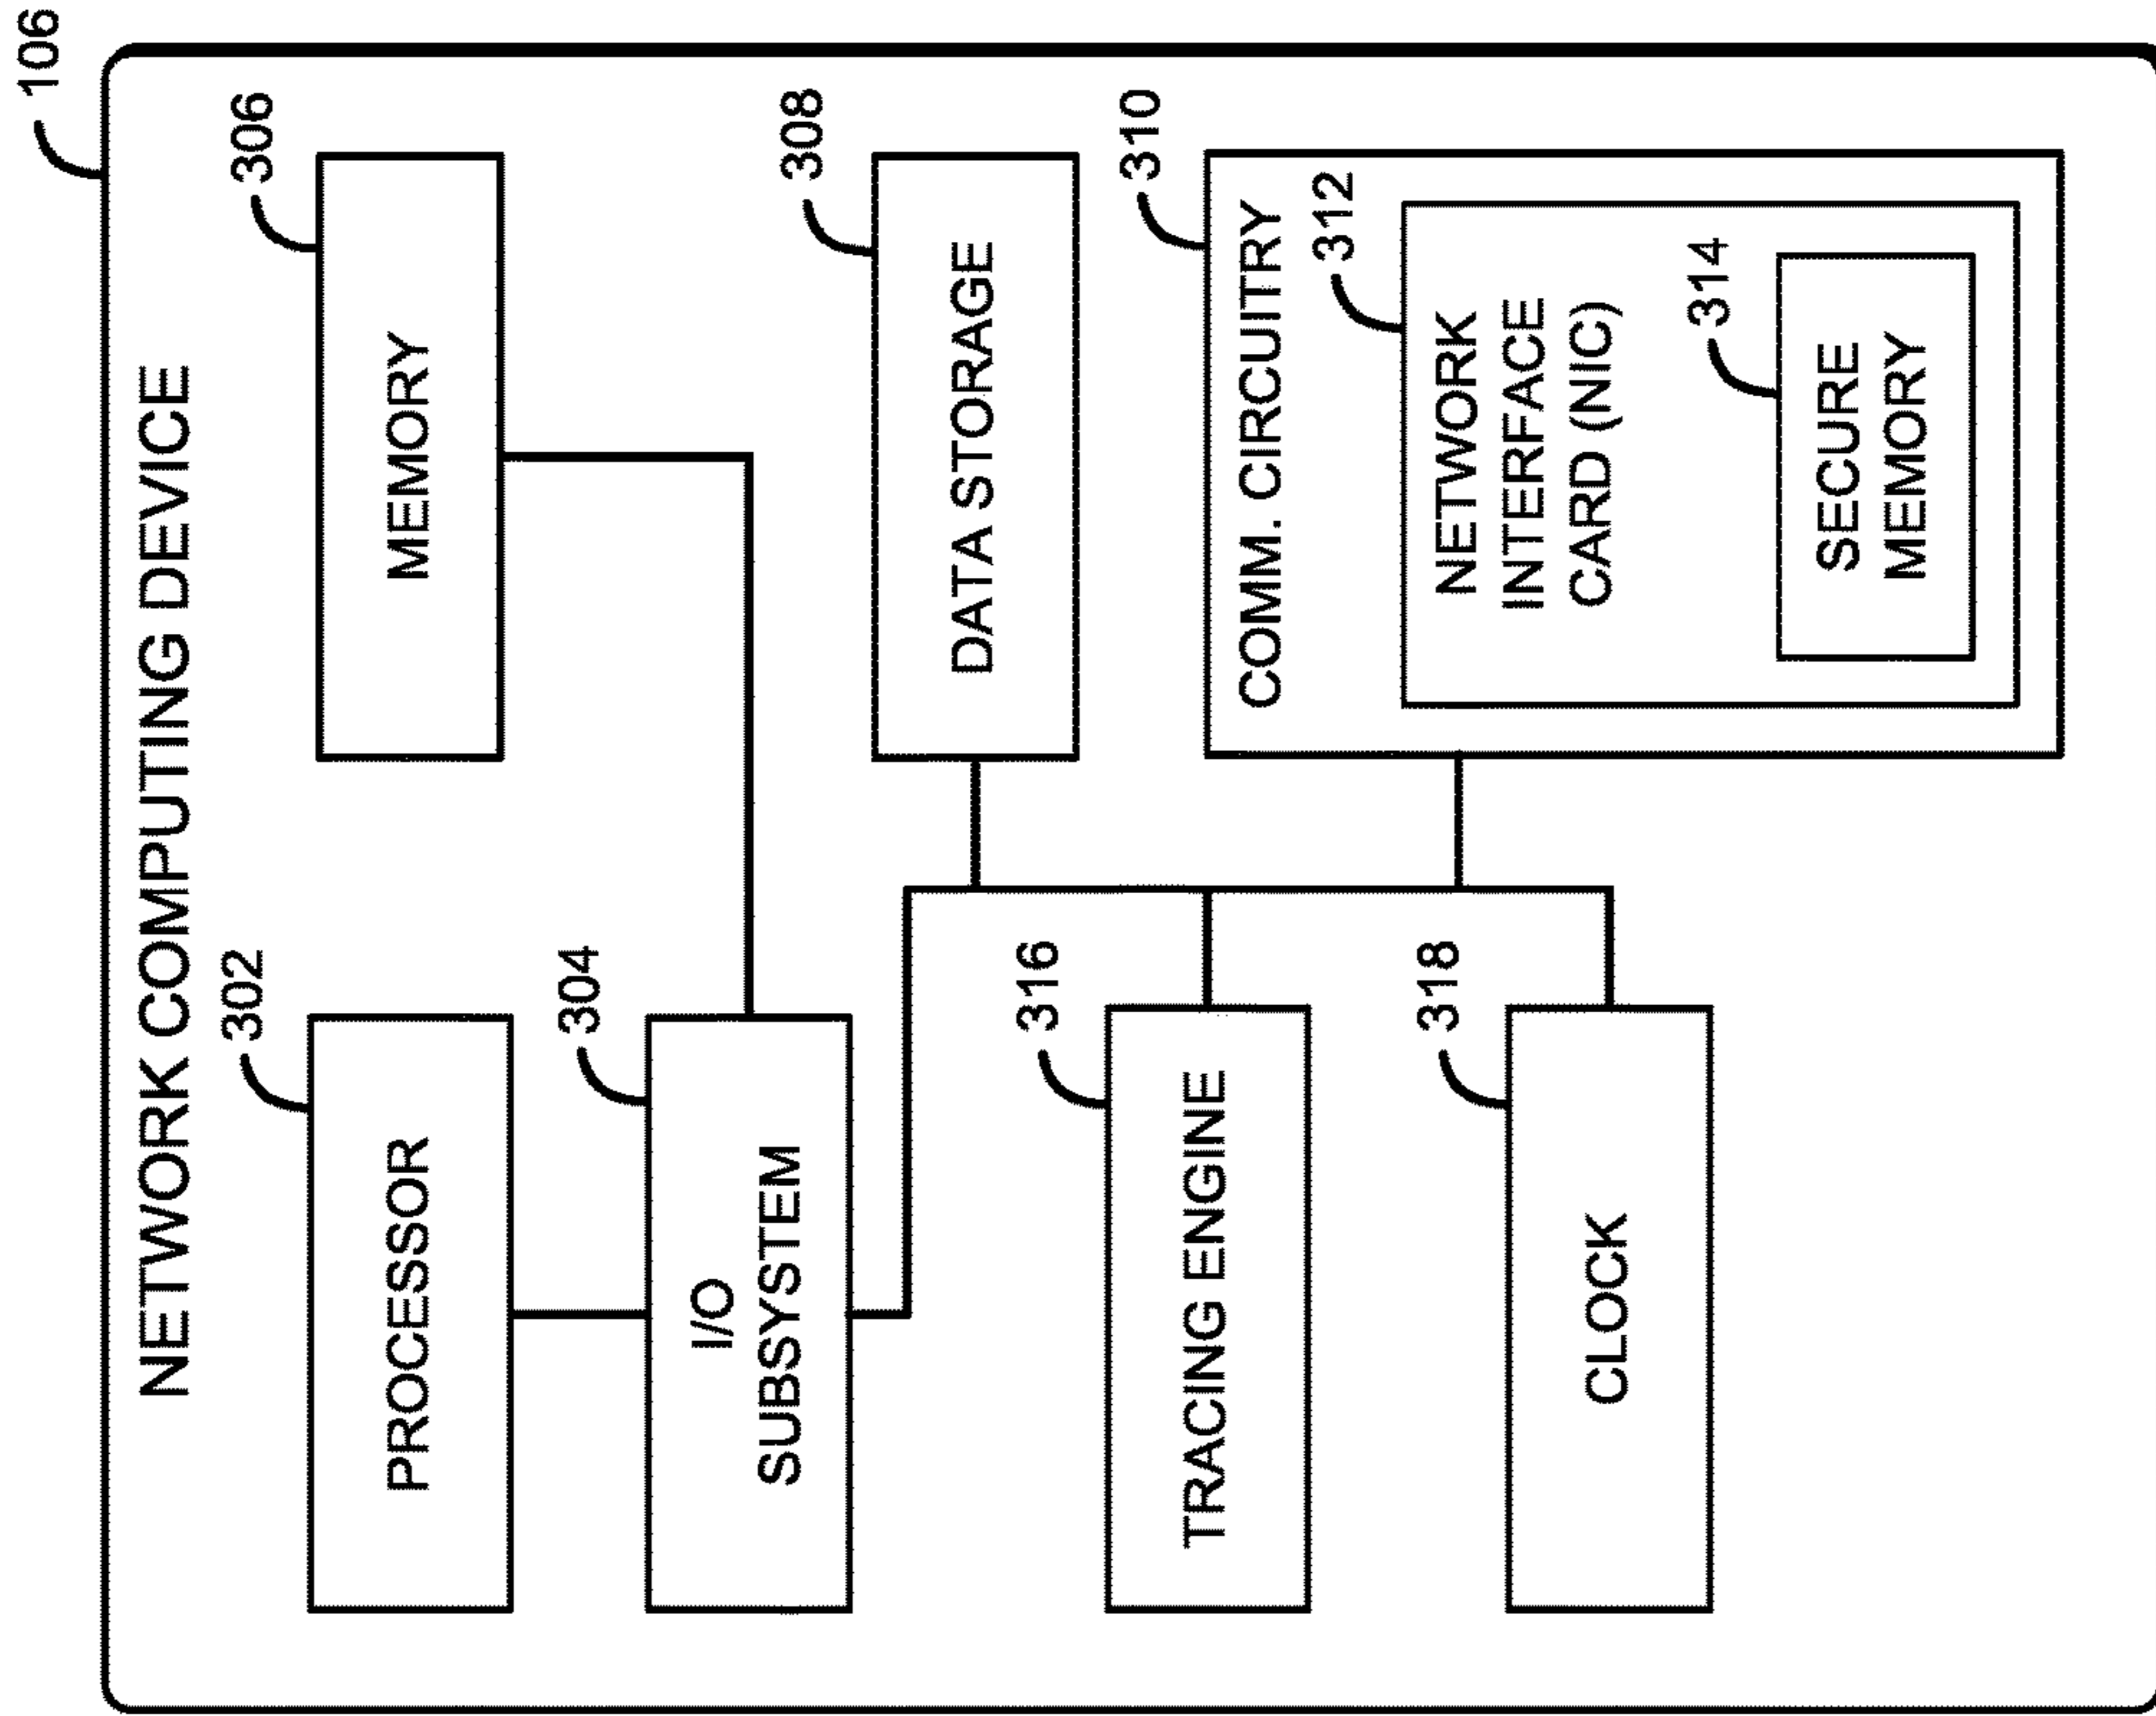 106
NETWORK COMPUTING DEVICE
302
PROCESSOR
306
MEMORY
304
I/O
SUBSYSTEM
308
DATA STORAGE
316
TRACING ENGINE
310
COMM. CIRCUITRY
312
NETWORK
INTERFACE
CARD (NIC)
314
SECURE
MEMORY
318
CLOCK